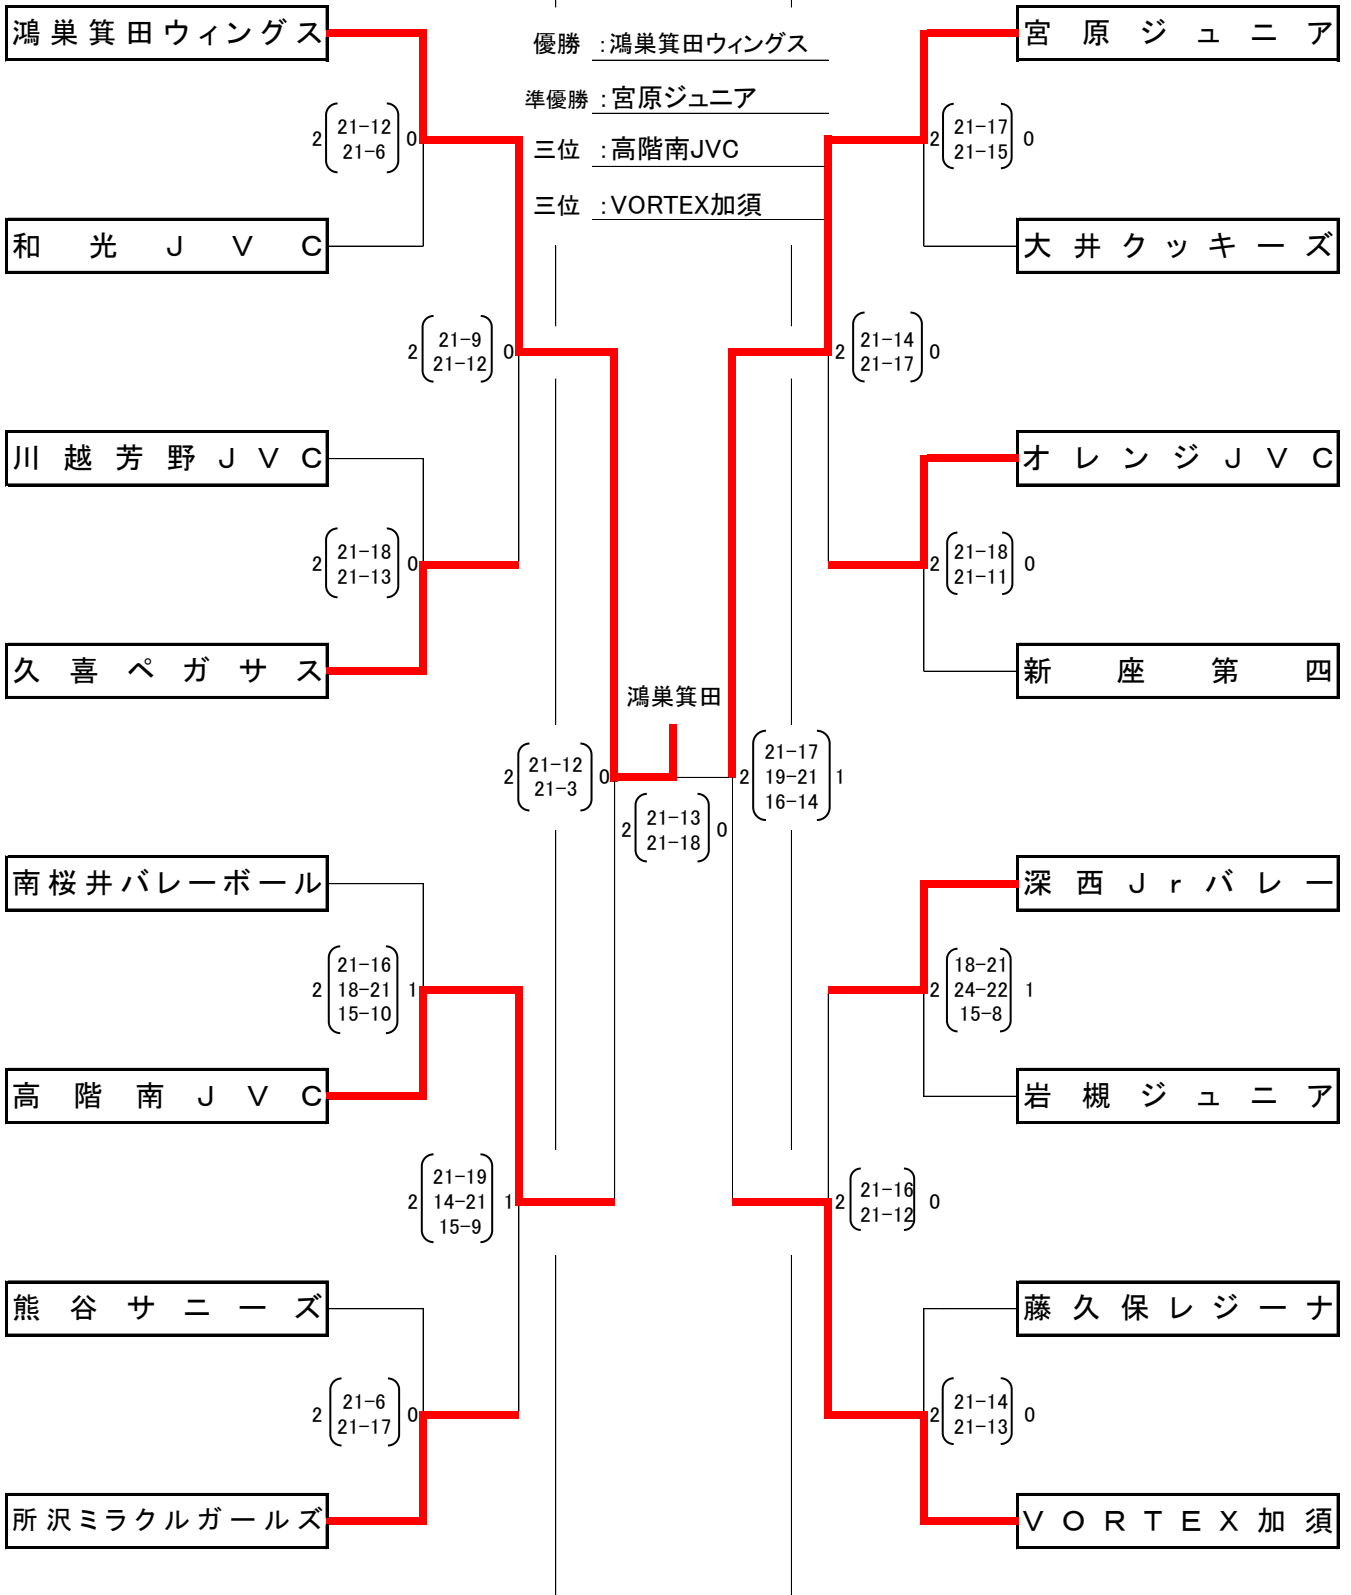 鴻巣箕田ウィングス
優勝 :鴻巣箕田ウィングス
宮原ジュニア
準優勝 :宮原ジュニア
2 21-12 0
21-6
三位 :高階南JVC
2 21-17 0
21-15
三位 :VORTEX加須
和光JVC
大井クッキーズ
2 21-9 0
21-12
2 21-14 0
21-17
川越芳野JVC
オレンジJVC
2 21-18 0
21-13
2 21-18 0
21-11
久喜ペガサス
新座第四
鴻巣箕田
2 21-12 0
21-3
2 21-17 1
19-21
16-14
2 21-13 0
21-18
南桜井バレーボール
深西Jrバレー
2 21-16 1
18-21
15-10
2 18-21 1
24-22
15-8
高階南JVC
岩槻ジュニア
2 21-19 1
14-21
15-9
2 21-16 0
21-12
熊谷サニーズ
藤久保レジーナ
2 21-6 0
21-17
2 21-14 0
21-13
所沢ミラクルガールズ
VORTEX加須